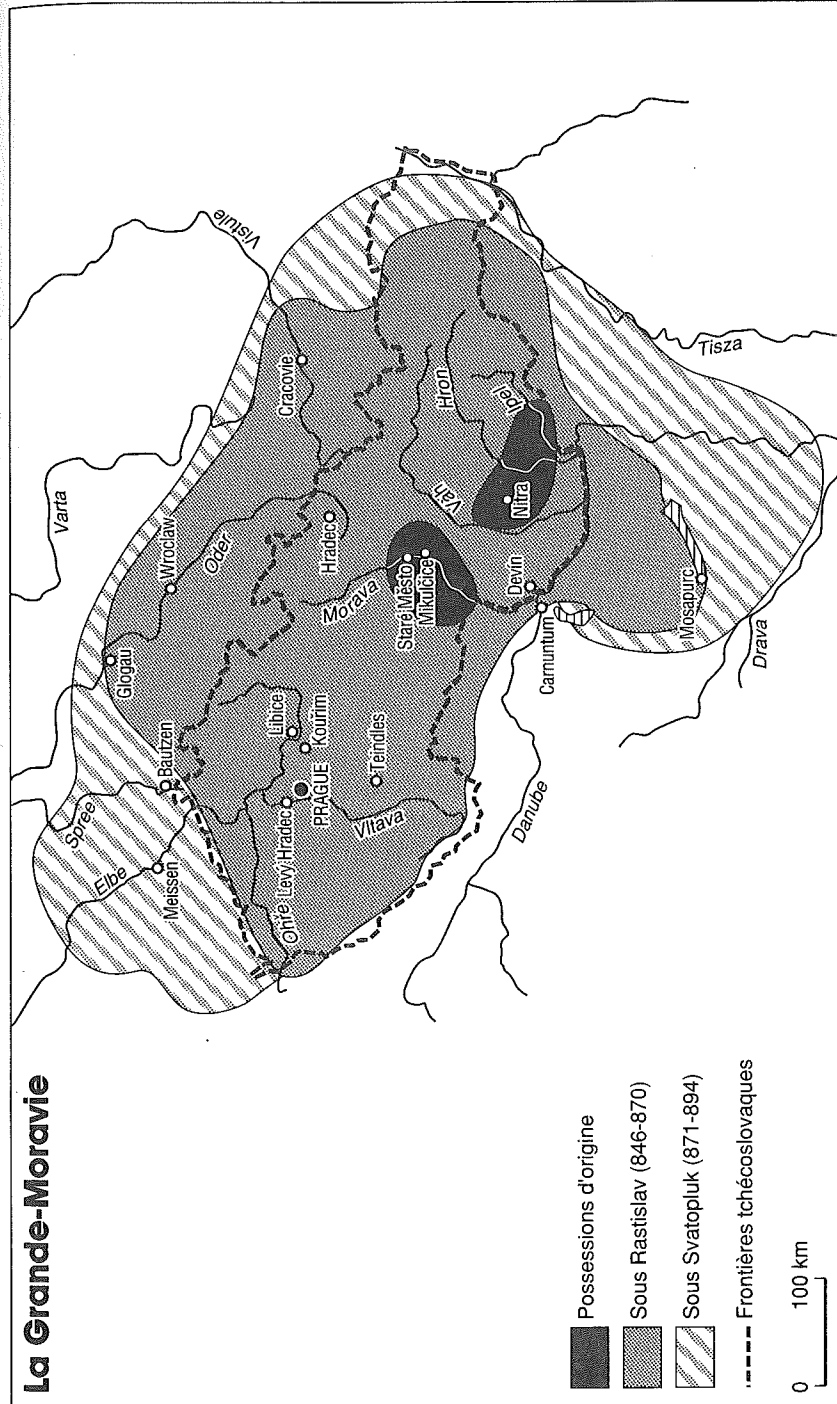 La Grande-Moravie
Possessions d'origine
Sous Rastislav (846-870)
Sous Svatopluk (871-894)
Frontières tchécoslovaques
0 100 km
Varta
Vistule
Glogau
Wroclaw
Oder
Spree
Bautzen
Elbe
Meissen
Cracovie
Hradec
Libice
Kourim
Ohře
Levý Hradec
PRAGUE
Teindles
Vltava
Morava
Staré Město
Mikulčice
Váh
Hron
Ipel
Nitra
Devin
Carnuntum
Danube
Mosapurc
Drava
Tisza